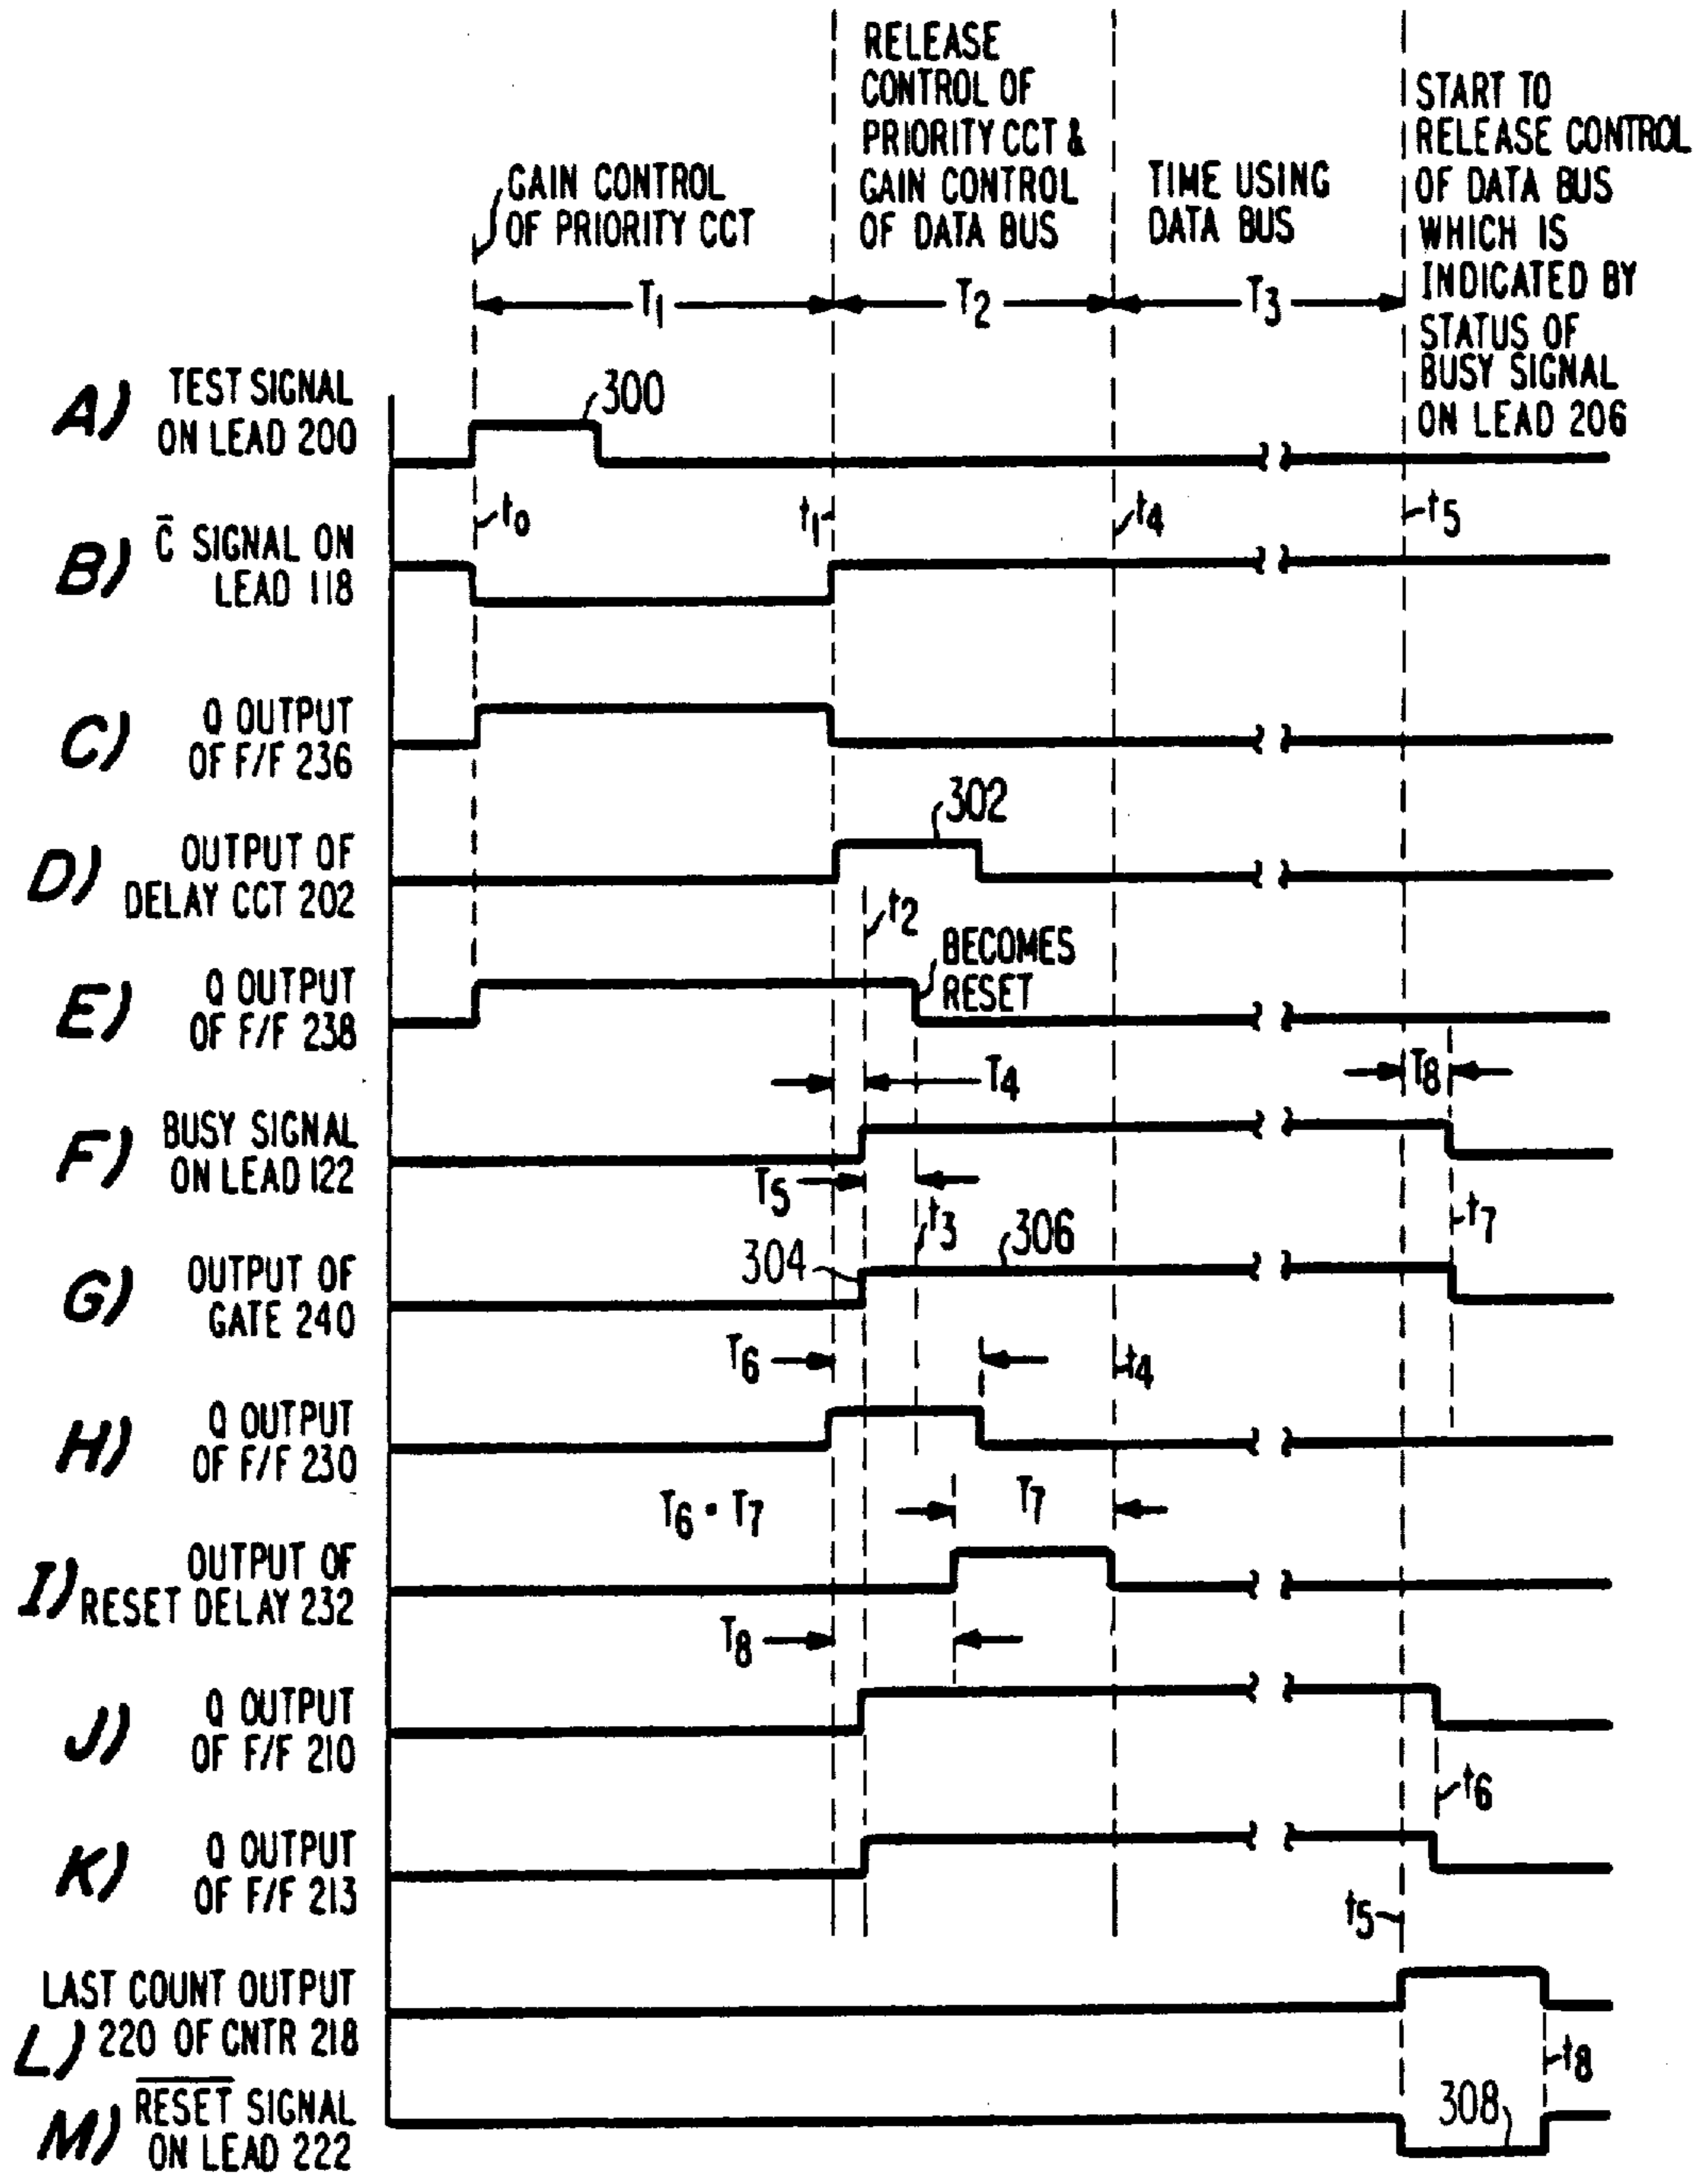 RELEASE
CONTROL OF
PRIORITY CCT &
GAIN CONTROL
OF DATA BUS
START TO
RELEASE CONTROL
OF DATA BUS
WHICH IS
INDICATED BY
STATUS OF
BUSY SIGNAL
ON LEAD 206
GAIN CONTROL
OF PRIORITY CCT
TIME USING
DATA BUS
T1
T2
T3
A) TEST SIGNAL
ON LEAD 200
300
t0
t1
t4
t5
B) C̄ SIGNAL ON
LEAD 118
C) Q OUTPUT
OF F/F 236
302
D) OUTPUT OF
DELAY CCT 202
t2
BECOMES
RESET
E) Q OUTPUT
OF F/F 238
T4
T8
F) BUSY SIGNAL
ON LEAD 122
T5
t3
t7
304
306
G) OUTPUT OF
GATE 240
T6
t4
H) Q OUTPUT
OF F/F 230
T6 • T7
T7
I) OUTPUT OF
RESET DELAY 232
T8
J) Q OUTPUT
OF F/F 210
t6
K) Q OUTPUT
OF F/F 213
t5
L) LAST COUNT OUTPUT
220 OF CNTR 218
t8
M) R̅E̅S̅E̅T̅ SIGNAL
ON LEAD 222
308